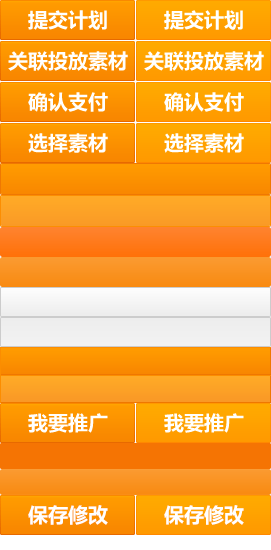 提交计划 提交计划
关联投放素材 关联投放素材
确认支付 确认支付
选择素材 选择素材
我要推广 我要推广
保存修改 保存修改